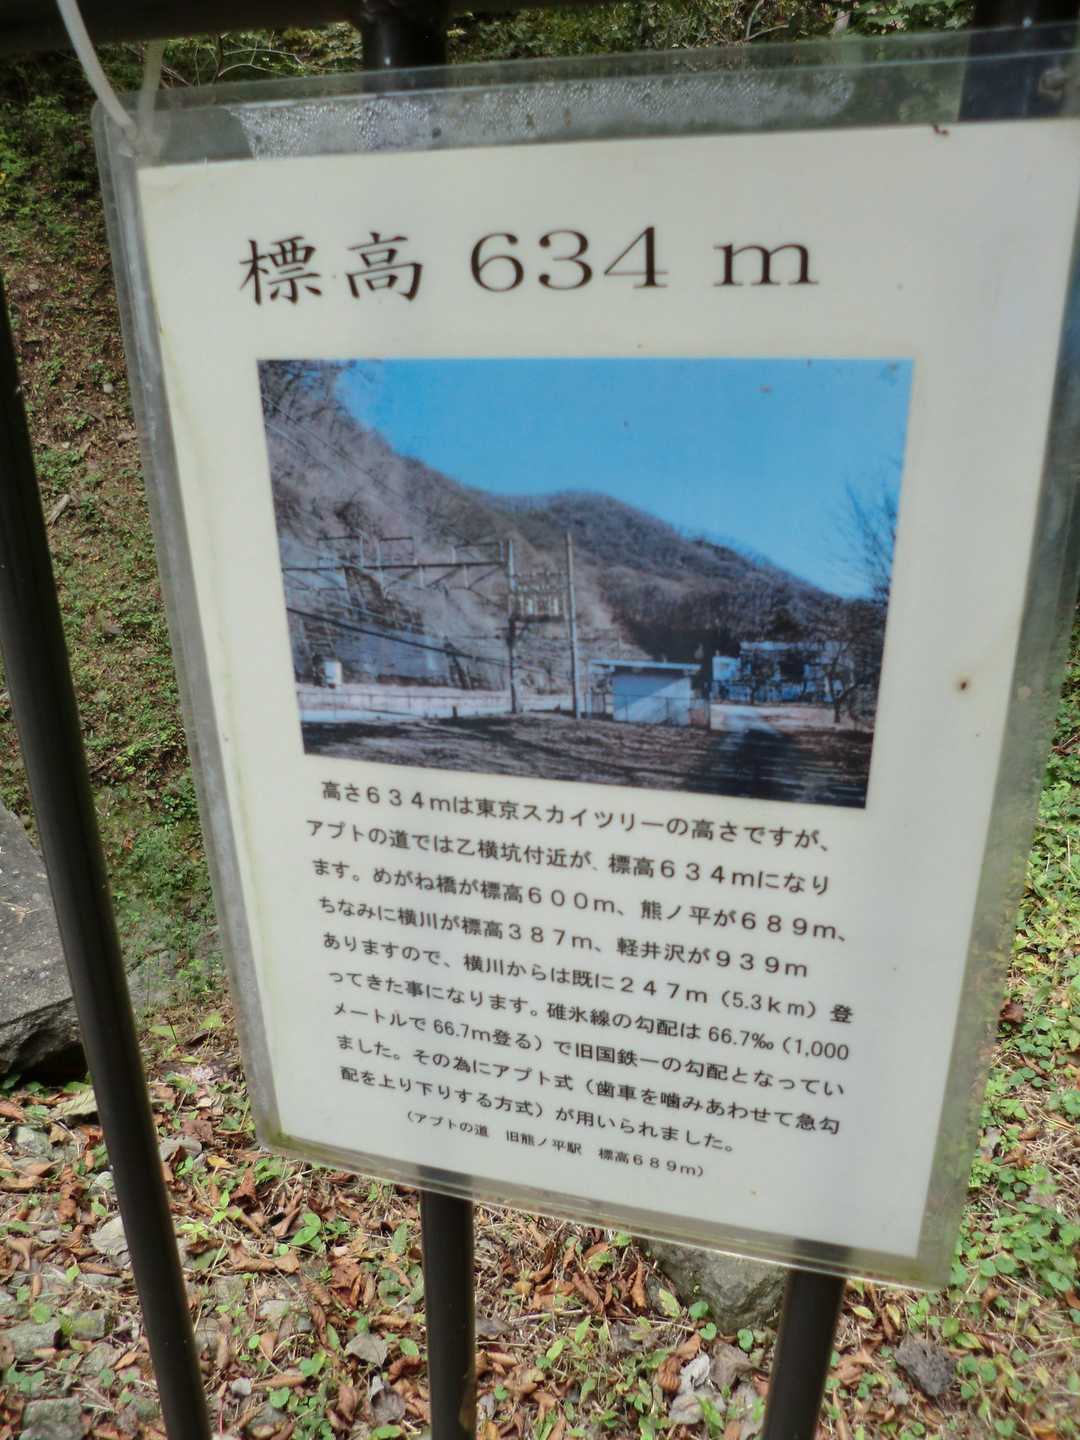 標高 634 m
高さ６３４ｍは東京スカイツリーの高さですが、
アプトの道では乙横坑付近が、標高６３４ｍになり
ます。めがね橋が標高６００ｍ、熊ノ平が６８９ｍ、
ちなみに横川が標高３８７ｍ、軽井沢が９３９ｍ
ありますので、横川からは既に２４７ｍ（5.3ｋｍ）登
ってきた事になります。碓氷線の勾配は 66.7‰（1,000
メートルで 66.7ｍ登る）で旧国鉄一の勾配となってい
ました。その為にアプト式（歯車を噛みあわせて急勾
配を上り下りする方式）が用いられました。
（アプトの道　旧熊ノ平駅　標高６８９ｍ）